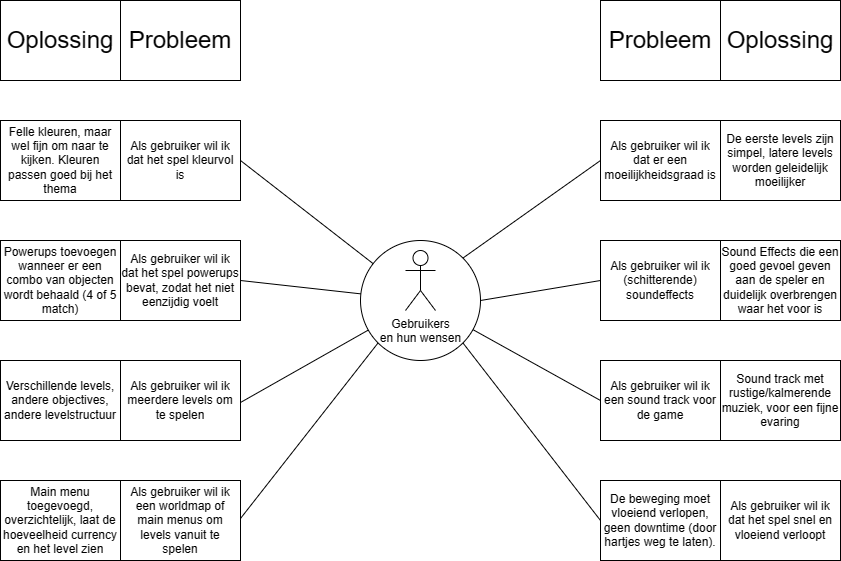 Oplossing
Probleem
Probleem
Oplossing
Felle kleuren, maar
wel fijn om naar te
kijken. Kleuren
passen goed bij het
thema
Als gebruiker wil ik
dat het spel kleurvol
is
Als gebruiker wil ik
dat er een
moeilijkheidsgraad is
De eerste levels zijn
simpel, latere levels
worden geleidelijk
moeilijker
Powerups toevoegen
wanneer er een
combo van objecten
wordt behaald (4 of 5
match)
Als gebruiker wil ik
dat het spel powerups
bevat, zodat het niet
eenzijdig voelt
Gebruikers
en hun wensen
Als gebruiker wil ik
(schitterende)
soundeffects
Sound Effects die een
goed gevoel geven
aan de speler en
duidelijk overbrengen
waar het voor is
Verschillende levels,
andere objectives,
andere levelstructuur
Als gebruiker wil ik
meerdere levels om
te spelen
Als gebruiker wil ik
een sound track voor
de game
Sound track met
rustige/kalmerende
muziek, voor een fijne
evaring
Main menu
toegevoegd,
overzichtelijk, laat de
hoeveelheid currency
en het level zien
Als gebruiker wil ik
een worldmap of
main menus om
levels vanuit te
spelen
De beweging moet
vloeiend verlopen,
geen downtime (door
hartjes weg te laten).
Als gebruiker wil ik
dat het spel snel en
vloeiend verloopt